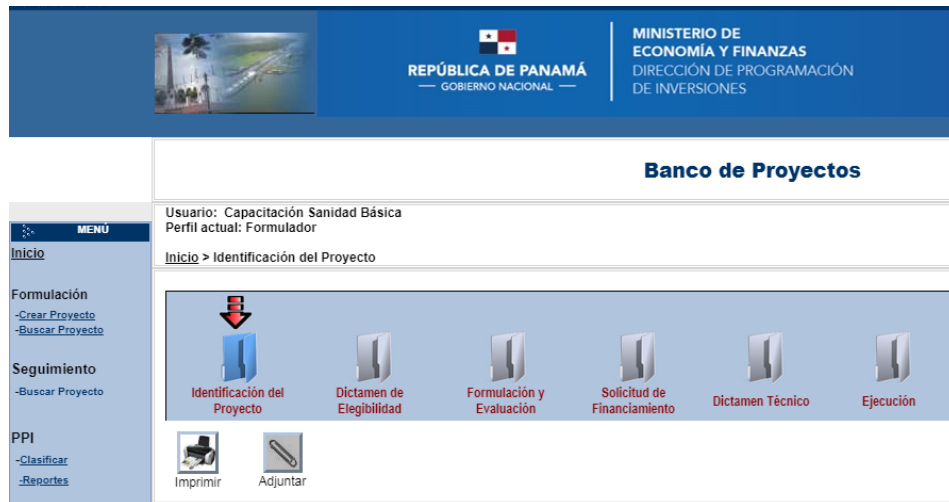 REPÚBLICA DE PANAMÁ
— GOBIERNO NACIONAL —
MINISTERIO DE
ECONOMÍA Y FINANZAS
DIRECCIÓN DE PROGRAMACIÓN
DE INVERSIONES
Banco de Proyectos
Usuario: Capacitación Sanidad Básica
Perfil actual: Formulador
Inicio > Identificación del Proyecto
MENÚ
Inicio
Formulación
-Crear Proyecto
-Buscar Proyecto
Seguimiento
-Buscar Proyecto
PPI
-Clasificar
-Reportes
Identificación del
Proyecto
Dictamen de
Elegibilidad
Formulación y
Evaluación
Solicitud de
Financiamiento
Dictamen Técnico
Ejecución
Imprimir
Adjuntar